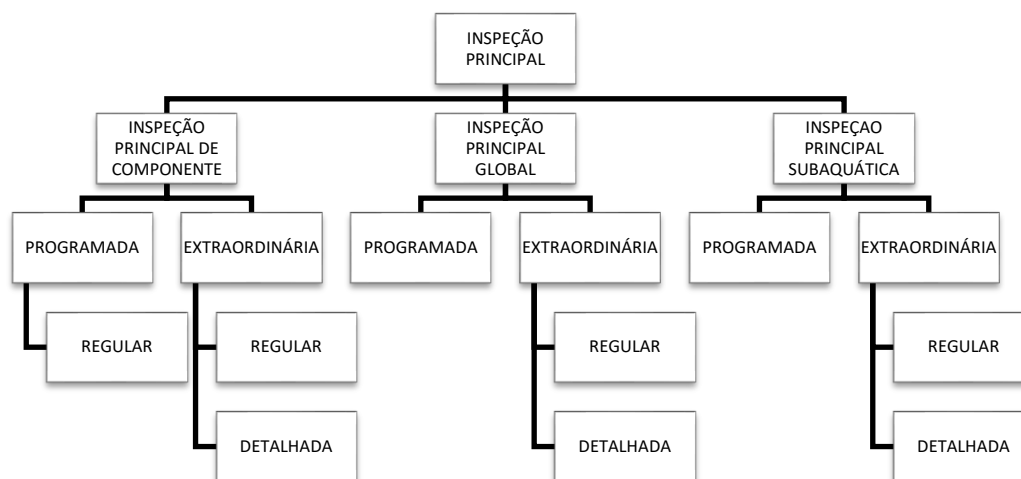 INSPEÇÃO
PRINCIPAL
INSPEÇÃO
PRINCIPAL DE
COMPONENTE
INSPEÇÃO
PRINCIPAL
GLOBAL
INSPEÇAO
PRINCIPAL
SUBAQUÁTICA
PROGRAMADA
EXTRAORDINÁRIA
PROGRAMADA
EXTRAORDINÁRIA
PROGRAMADA
EXTRAORDINÁRIA
REGULAR
REGULAR
REGULAR
REGULAR
DETALHADA
DETALHADA
DETALHADA